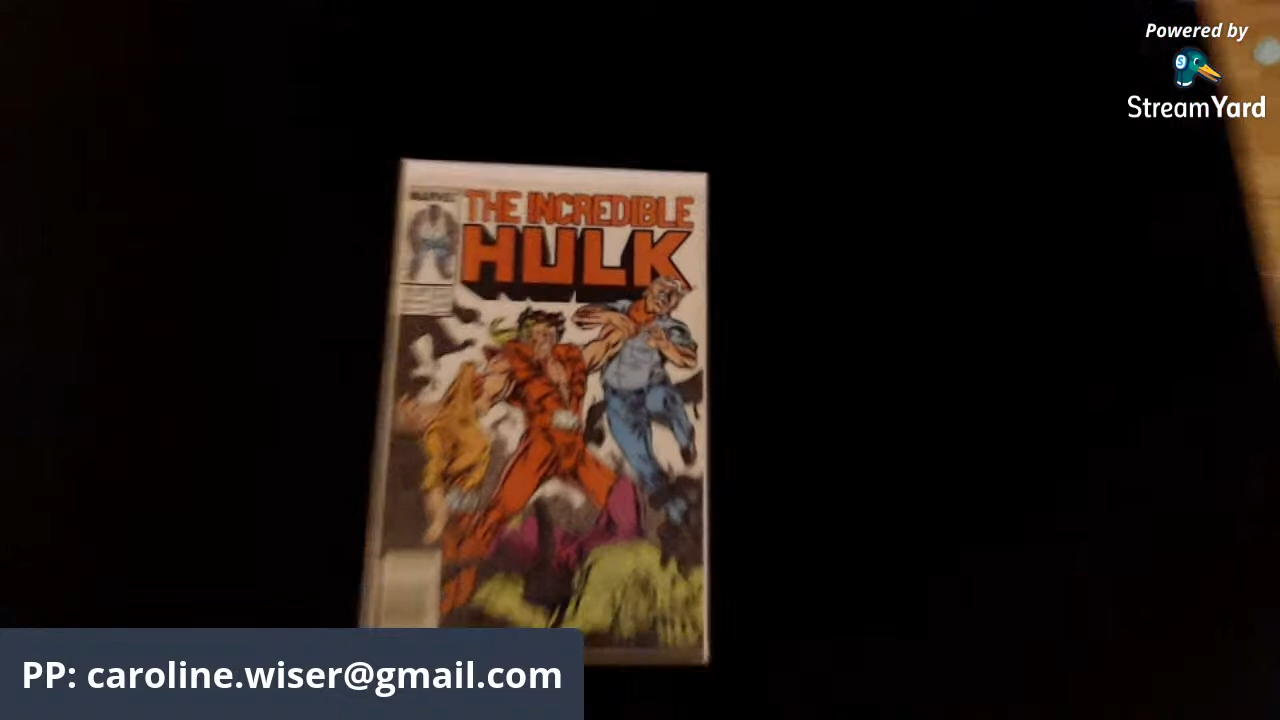 Powered by
StreamYard
MARVEL
THE INCREDIBLE
HULK
PP: caroline.wiser@gmail.com